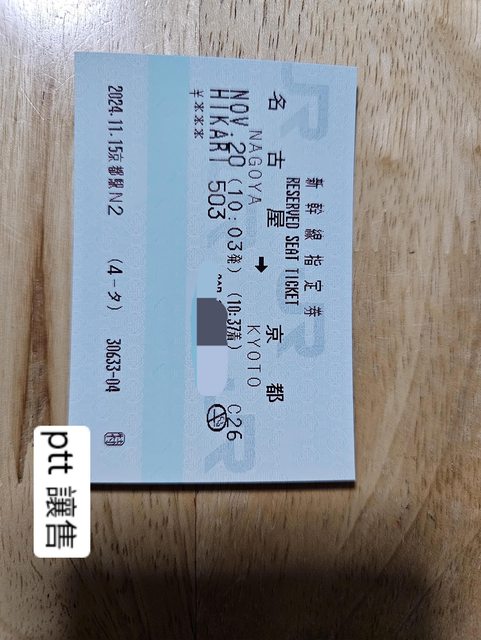 新幹線指定券
RESERVED SEAT TICKET
名古屋 ➡ 京都
NAGOYA KYOTO
NOV.20 (10:03発) (10:37着) C26
HIKARI 503
¥***
2024.11.15京都駅N2 (4-タ) 30633-04
ptt 讓售